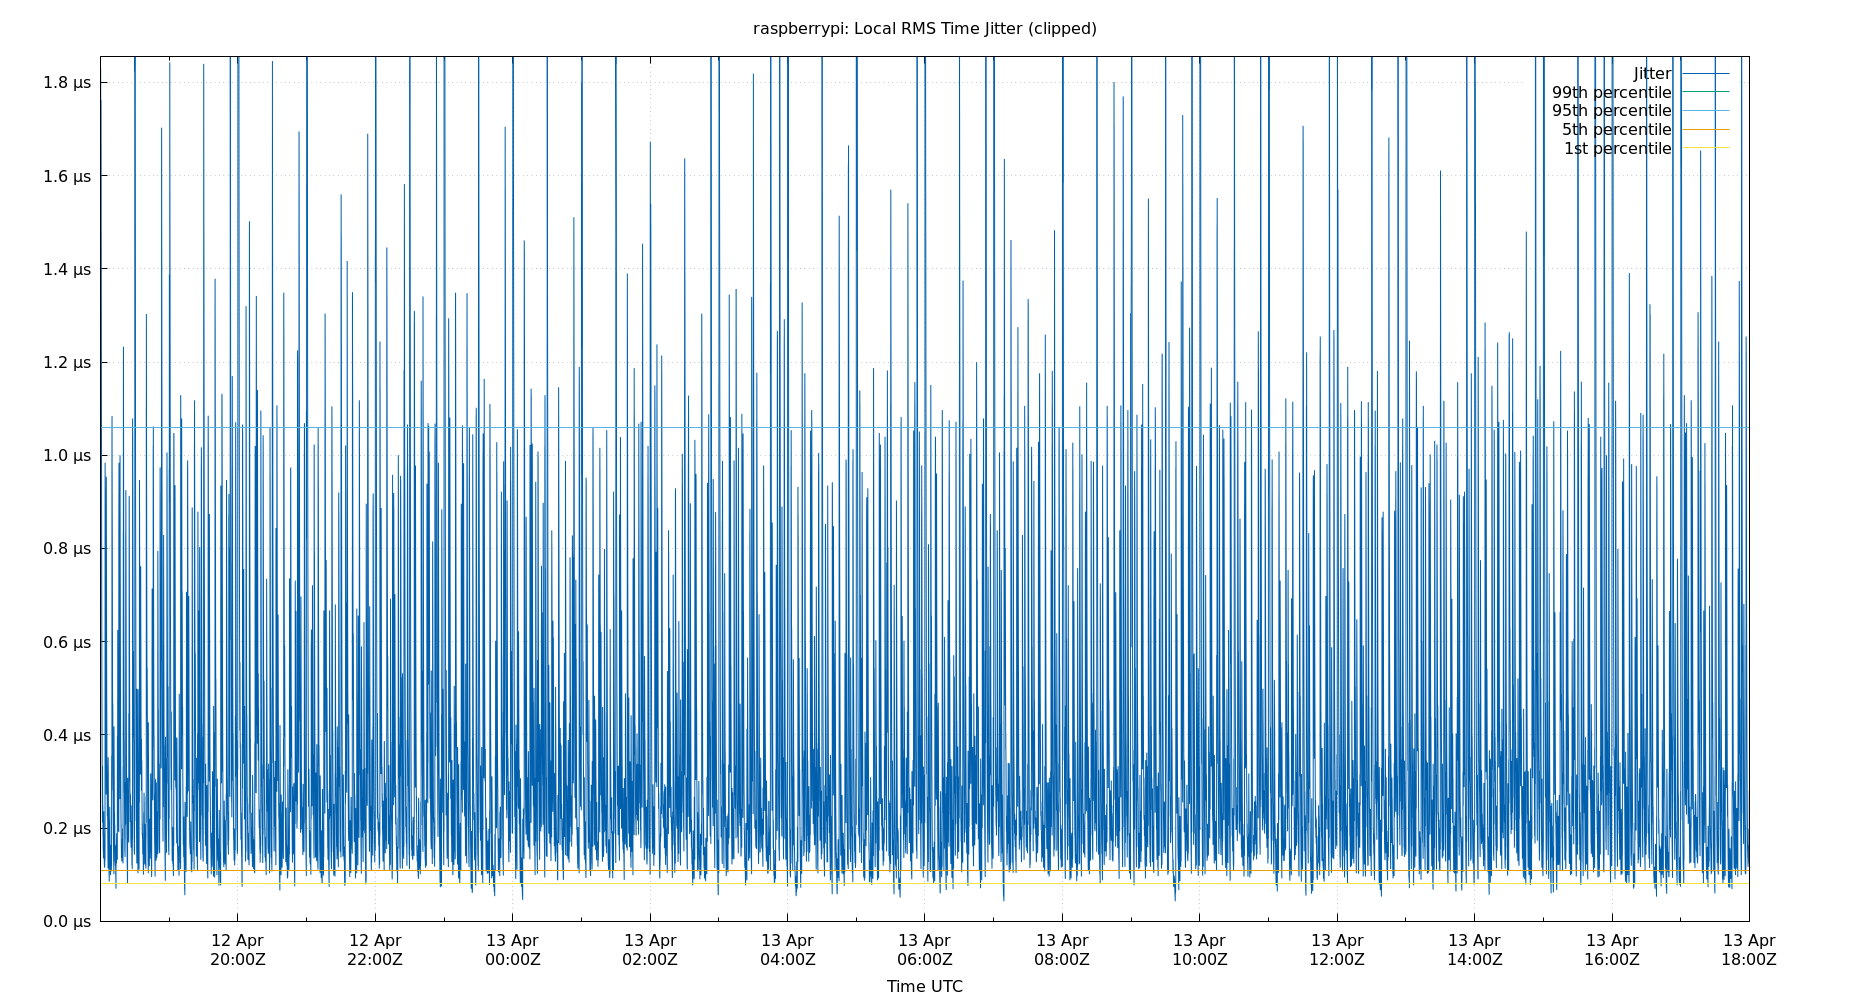 raspberrypi: Local RMS Time Jitter (clipped)
1.8 µs
1.6 µs
1.4 µs
1.2 µs
1.0 µs
0.8 µs
0.6 µs
0.4 µs
0.2 µs
0.0 µs
Jitter
99th percentile
95th percentile
5th percentile
1st percentile
12 Apr 12 Apr 13 Apr 13 Apr 13 Apr 13 Apr 13 Apr 13 Apr 13 Apr 13 Apr 13 Apr 13 Apr
20:00Z 22:00Z 00:00Z 02:00Z 04:00Z 06:00Z 08:00Z 10:00Z 12:00Z 14:00Z 16:00Z 18:00Z
Time UTC